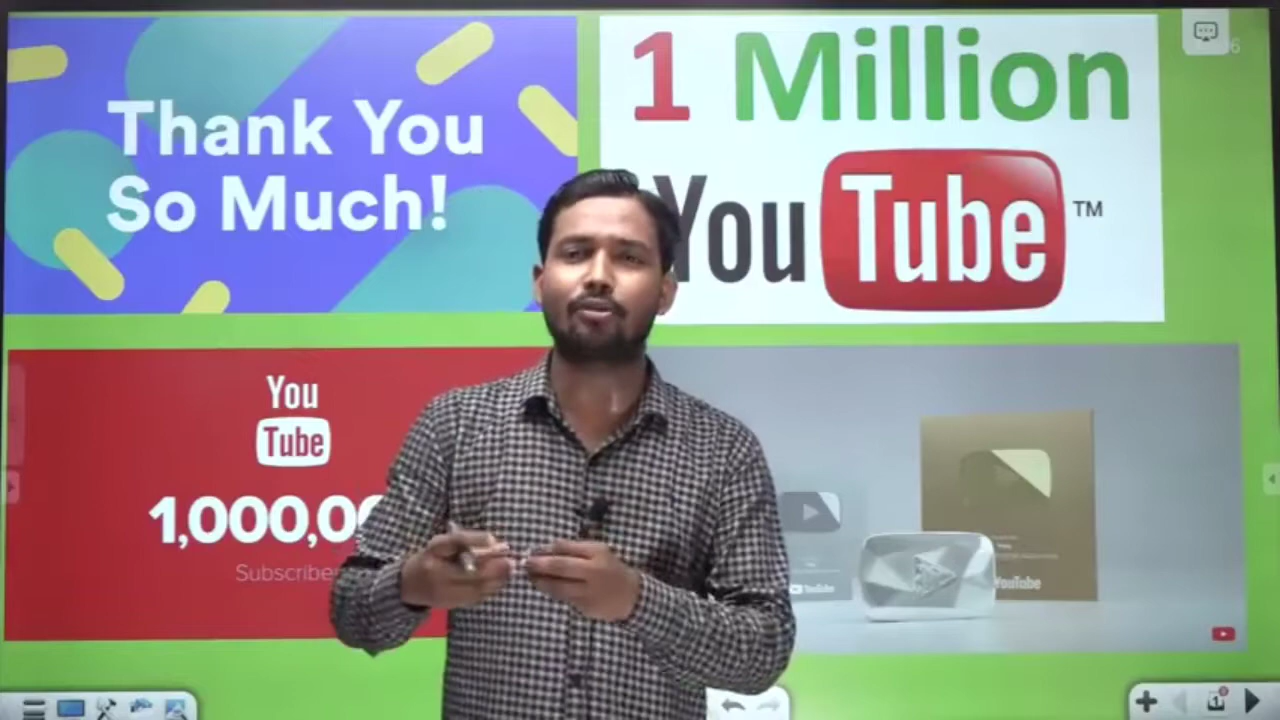 Thank You
So Much!
1 Million
YouTube™
You
Tube
1,000,00
Subscribe
YouTube
YouTube